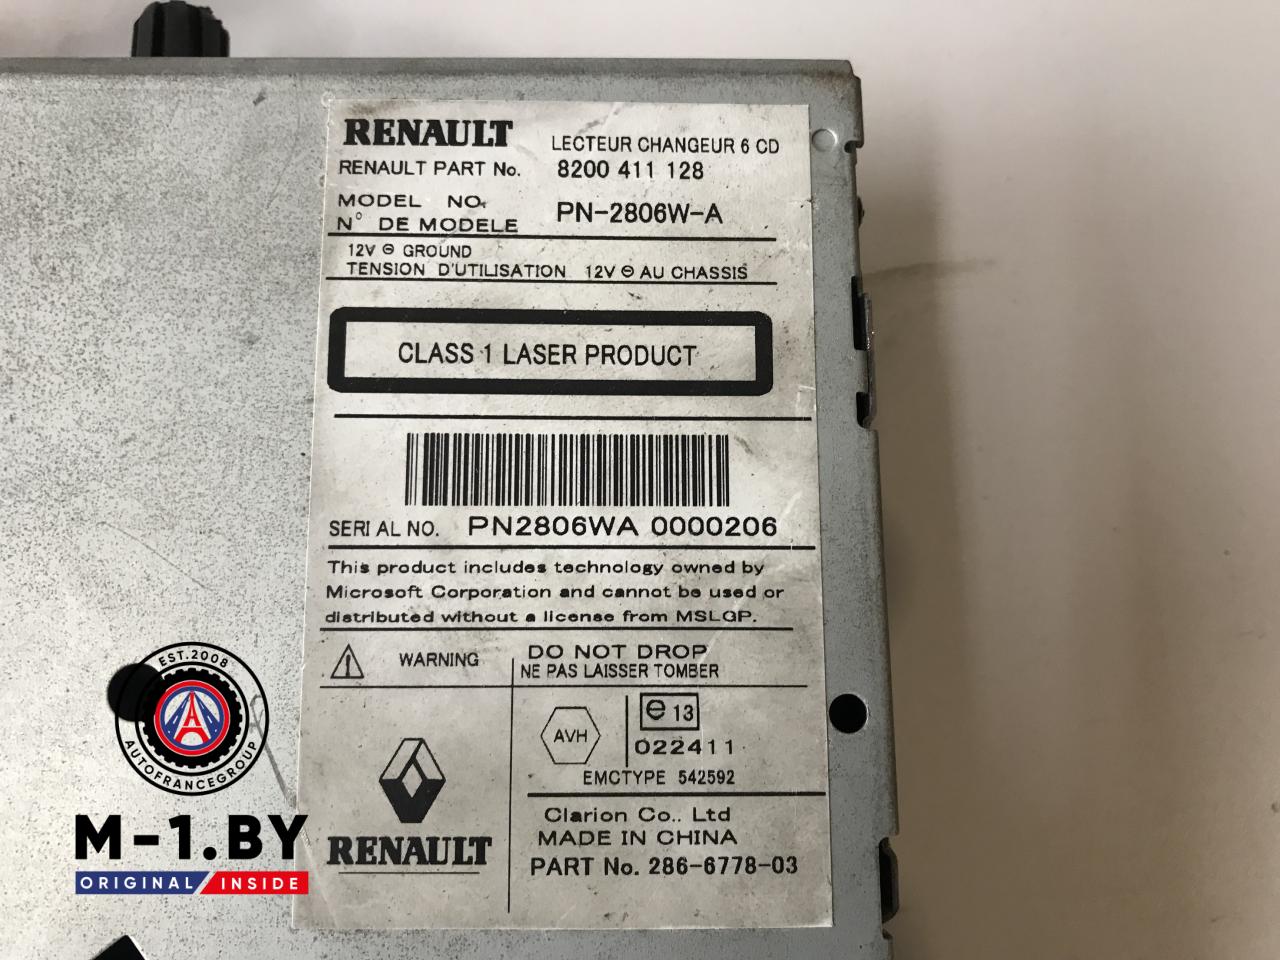 RENAULT LECTEUR CHANGEUR 6 CD
RENAULT PART No. 8200 411 128
MODEL NO.
N° DE MODELE PN-2806W-A
12V ⊖ GROUND
TENSION D'UTILISATION 12V ⊖ AU CHASSIS
CLASS 1 LASER PRODUCT
SERIAL NO. PN2806WA 0000206
This product includes technology owned by
Microsoft Corporation and cannot be used or
distributed without a license from MSLGP.
WARNING
DO NOT DROP
NE PAS LAISSER TOMBER
AVH
e 13
022411
EMCTYPE 542592
RENAULT
Clarion Co.. Ltd
MADE IN CHINA
PART No. 286-6778-03
EST.2008
AUTOFRANCEGROUP
M-1.BY
ORIGINAL / INSIDE